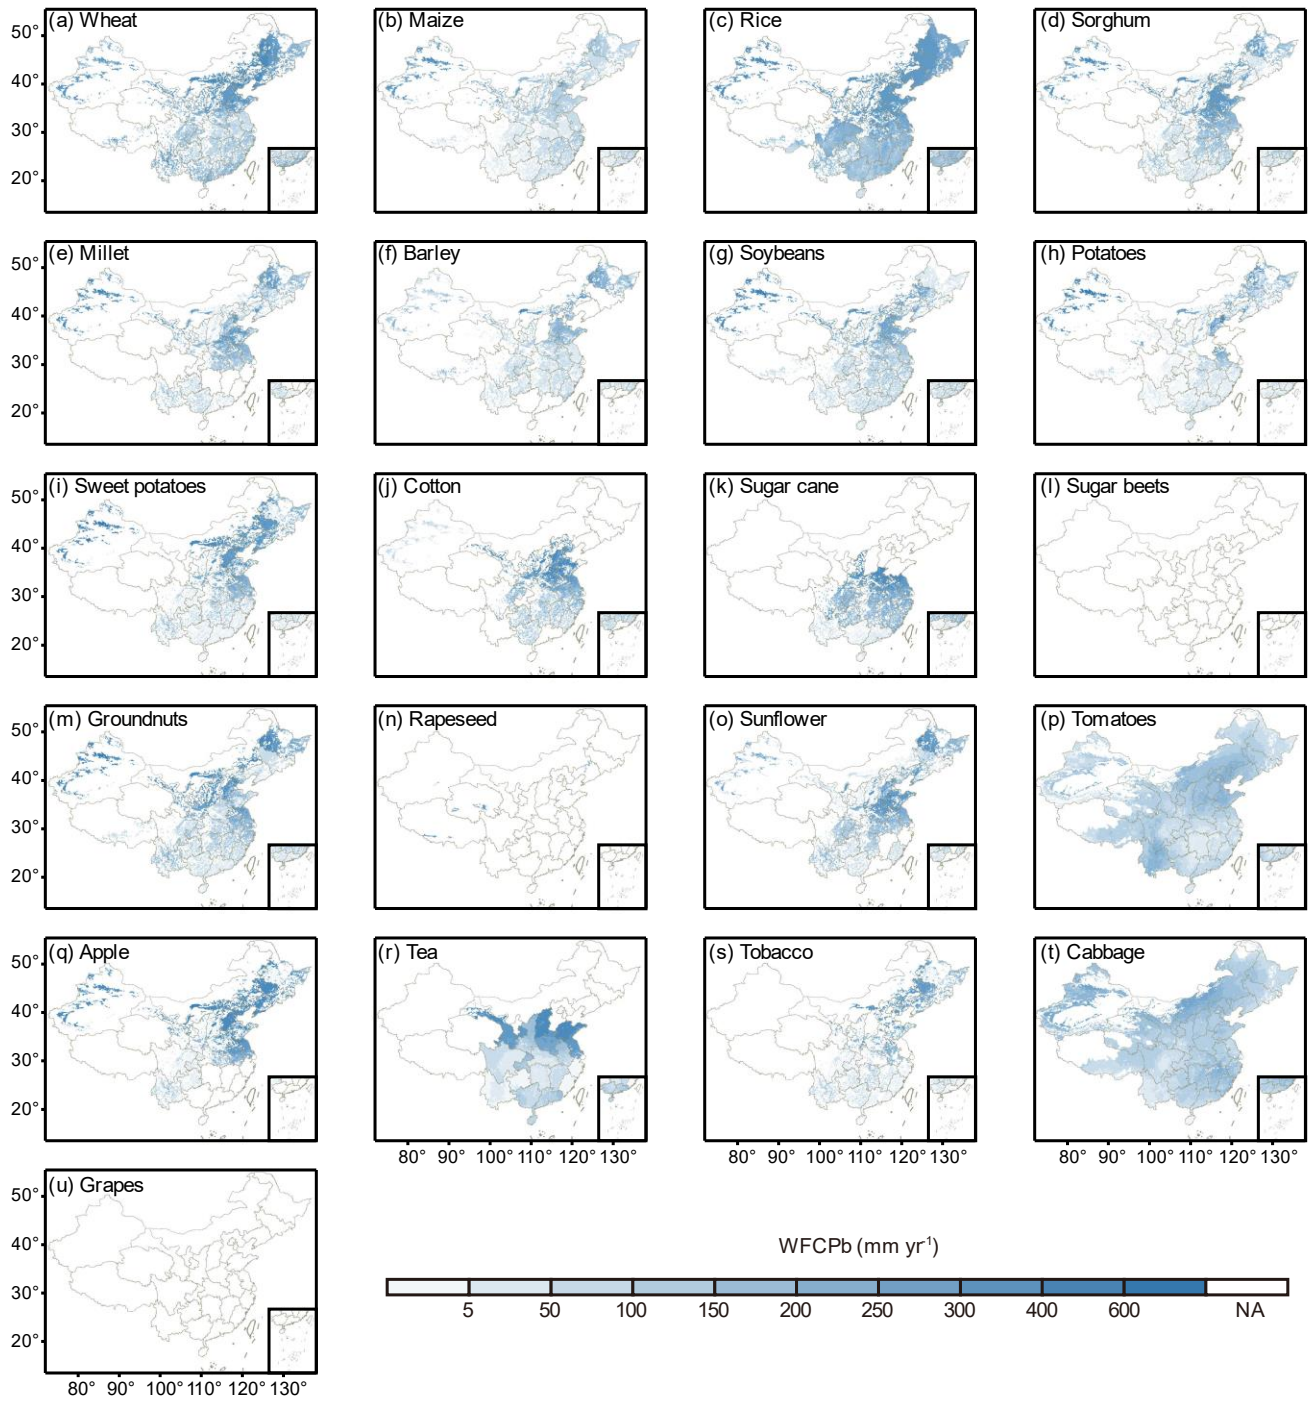 (a) Wheat
(b) Maize
(c) Rice
(d) Sorghum
50°
40°
30°
20°
(e) Millet
(f) Barley
(g) Soybeans
(h) Potatoes
50°
40°
30°
20°
(i) Sweet potatoes
(j) Cotton
(k) Sugar cane
(l) Sugar beets
50°
40°
30°
20°
(m) Groundnuts
(n) Rapeseed
(o) Sunflower
(p) Tomatoes
50°
40°
30°
20°
(q) Apple
(r) Tea
(s) Tobacco
(t) Cabbage
50°
40°
30°
20°
80° 90° 100° 110° 120° 130°
80° 90° 100° 110° 120° 130°
80° 90° 100° 110° 120° 130°
(u) Grapes
50°
40°
30°
20°
80° 90° 100° 110° 120° 130°
WFCPb (mm yr⁻¹)
5 50 100 150 200 250 300 400 600 NA